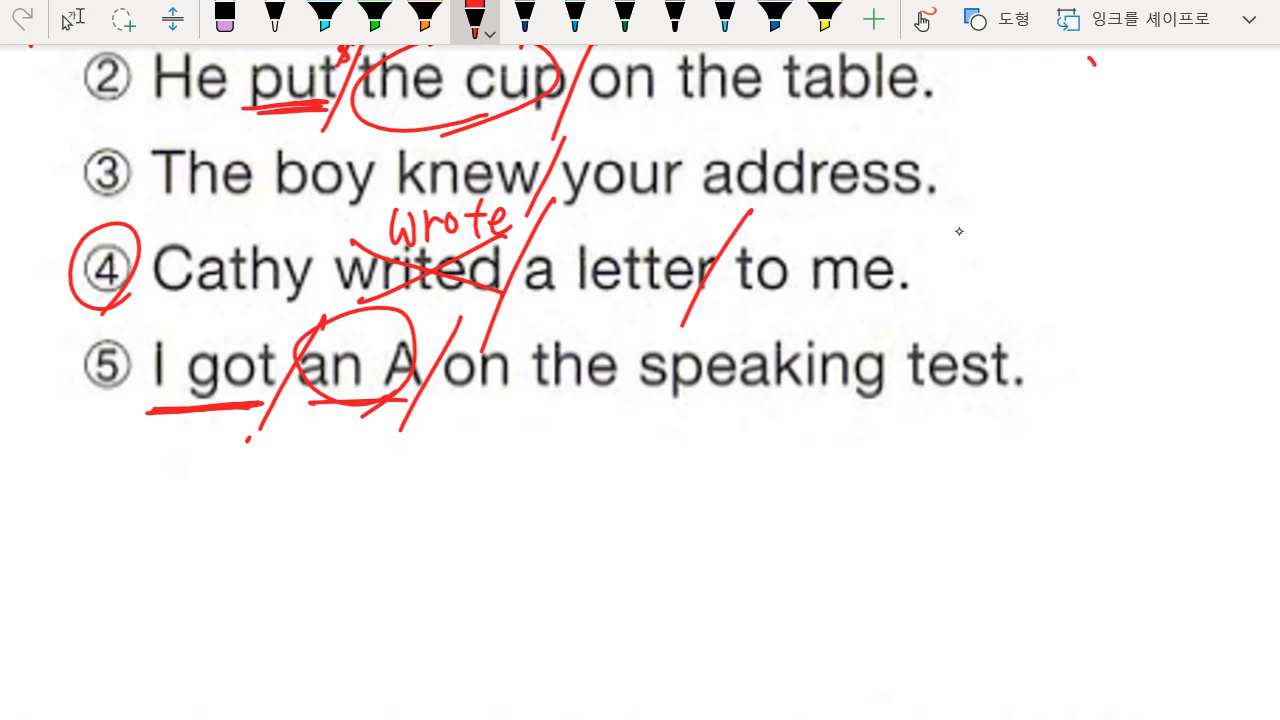 도형 잉크를 셰이프로
② He put the cup on the table.
③ The boy knew your address.
wrote
④ Cathy writed a letter to me.
⑤ I got an A on the speaking test.